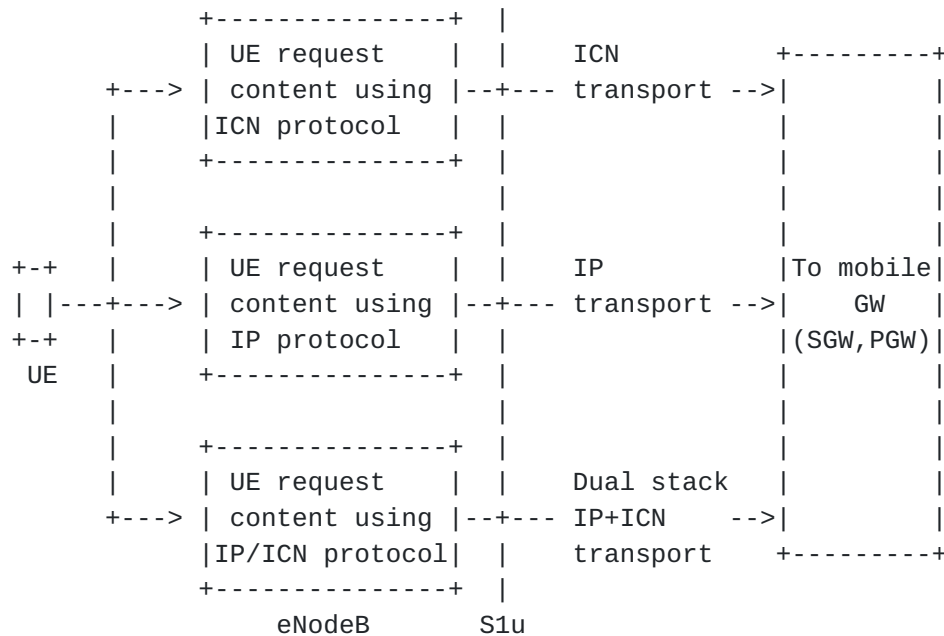 UE request
content using
ICN protocol
ICN
transport
UE request
content using
IP protocol
IP
transport
To mobile
GW
(SGW,PGW)
UE
UE request
content using
IP/ICN protocol
Dual stack
IP+ICN
transport
eNodeB
S1u